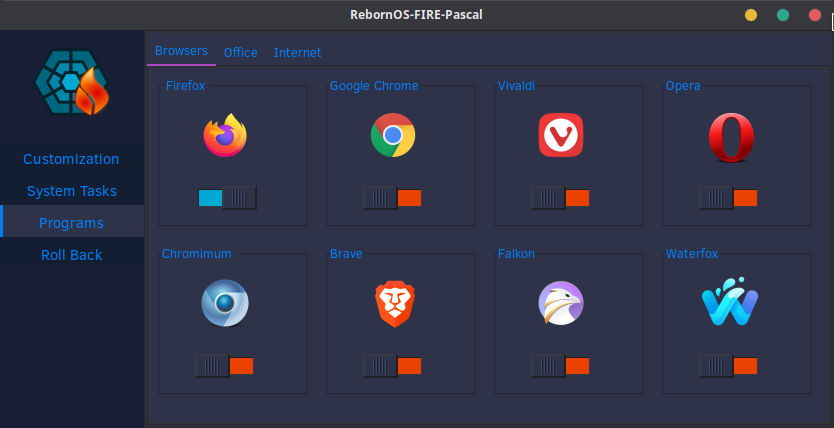 RebornOS-FIRE-Pascal
Customization
System Tasks
Programs
Roll Back
Browsers Office Internet
Firefox Google Chrome Vivaldi Opera
Chromimum Brave Falkon Waterfox